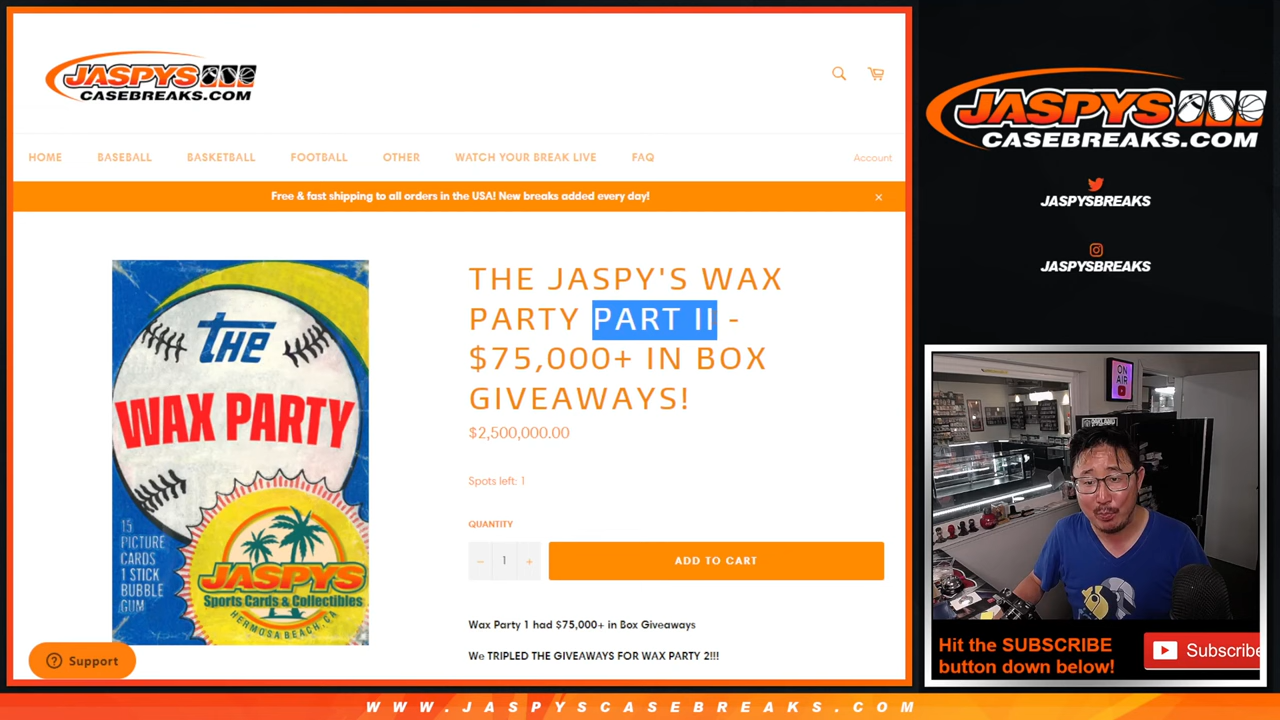 JASPYS
CASEBREAKS.COM
HOME BASEBALL BASKETBALL FOOTBALL OTHER WATCH YOUR BREAK LIVE FAQ Account
Free & fast shipping to all orders in the USA! New breaks added every day! ×
THE
WAX PARTY
15
PICTURE
CARDS
1 STICK
BUBBLE
GUM
JASPYS
Sports Cards & Collectibles
HERMOSA BEACH, CA
THE JASPY'S WAX
PARTY PART II -
$75,000+ IN BOX
GIVEAWAYS!
$2,500,000.00
Spots left: 1
QUANTITY
− 1 + ADD TO CART
Wax Party 1 had $75,000+ in Box Giveaways
We TRIPLED THE GIVEAWAYS FOR WAX PARTY 2!!!
Support
JASPYS
CASEBREAKS.COM
JASPYSBREAKS
JASPYSBREAKS
ON
AIR
Hit the SUBSCRIBE
button down below!
Subscribe
WWW.JASPYSCASEBREAKS.COM